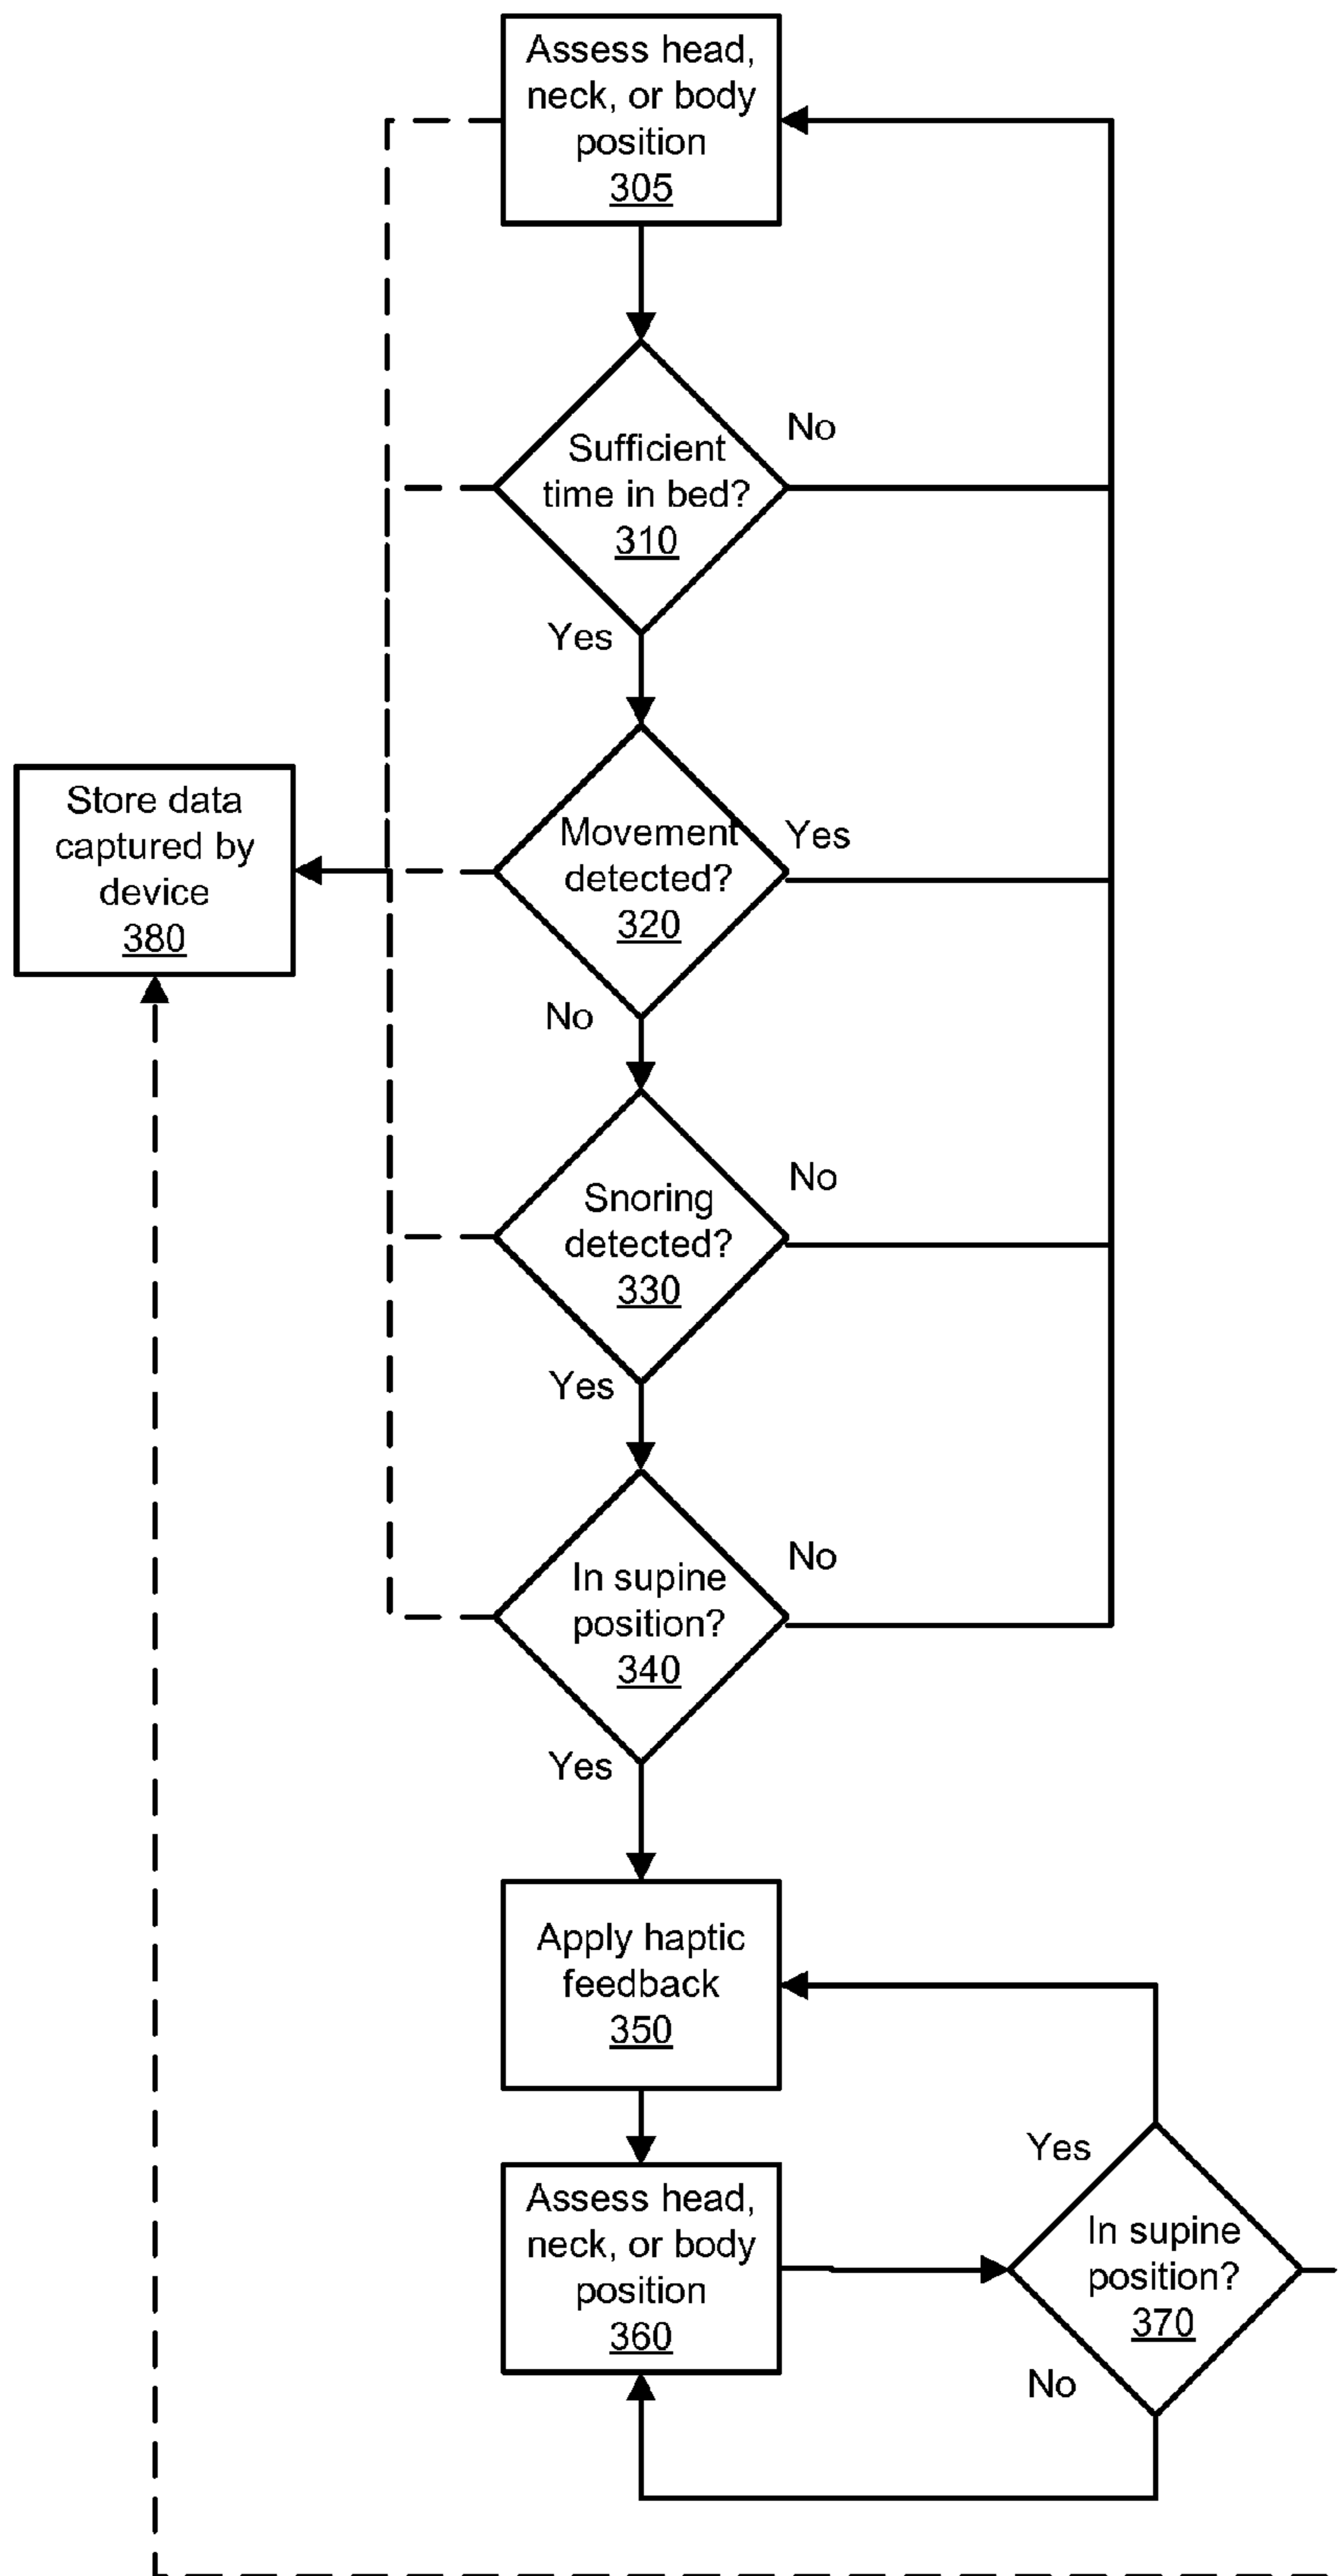 Assess head,
neck, or body
position
305
Sufficient
time in bed?
310
No
Yes
Movement
detected?
320
Yes
No
Store data
captured by
device
380
Snoring
detected?
330
No
Yes
In supine
position?
340
No
Yes
Apply haptic
feedback
350
Assess head,
neck, or body
position
360
Yes
In supine
position?
370
No